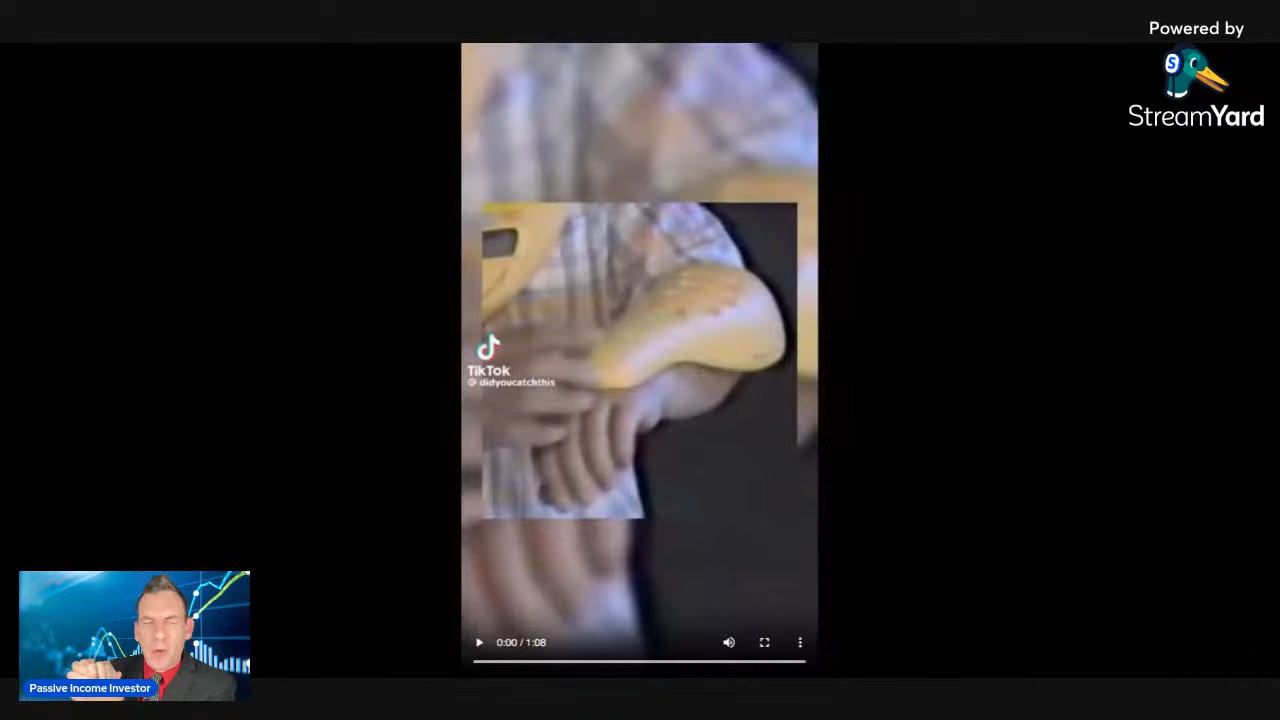 Powered by
StreamYard
TikTok
@ didyoucatchthis
0:00 / 1:08
Passive Income Investor